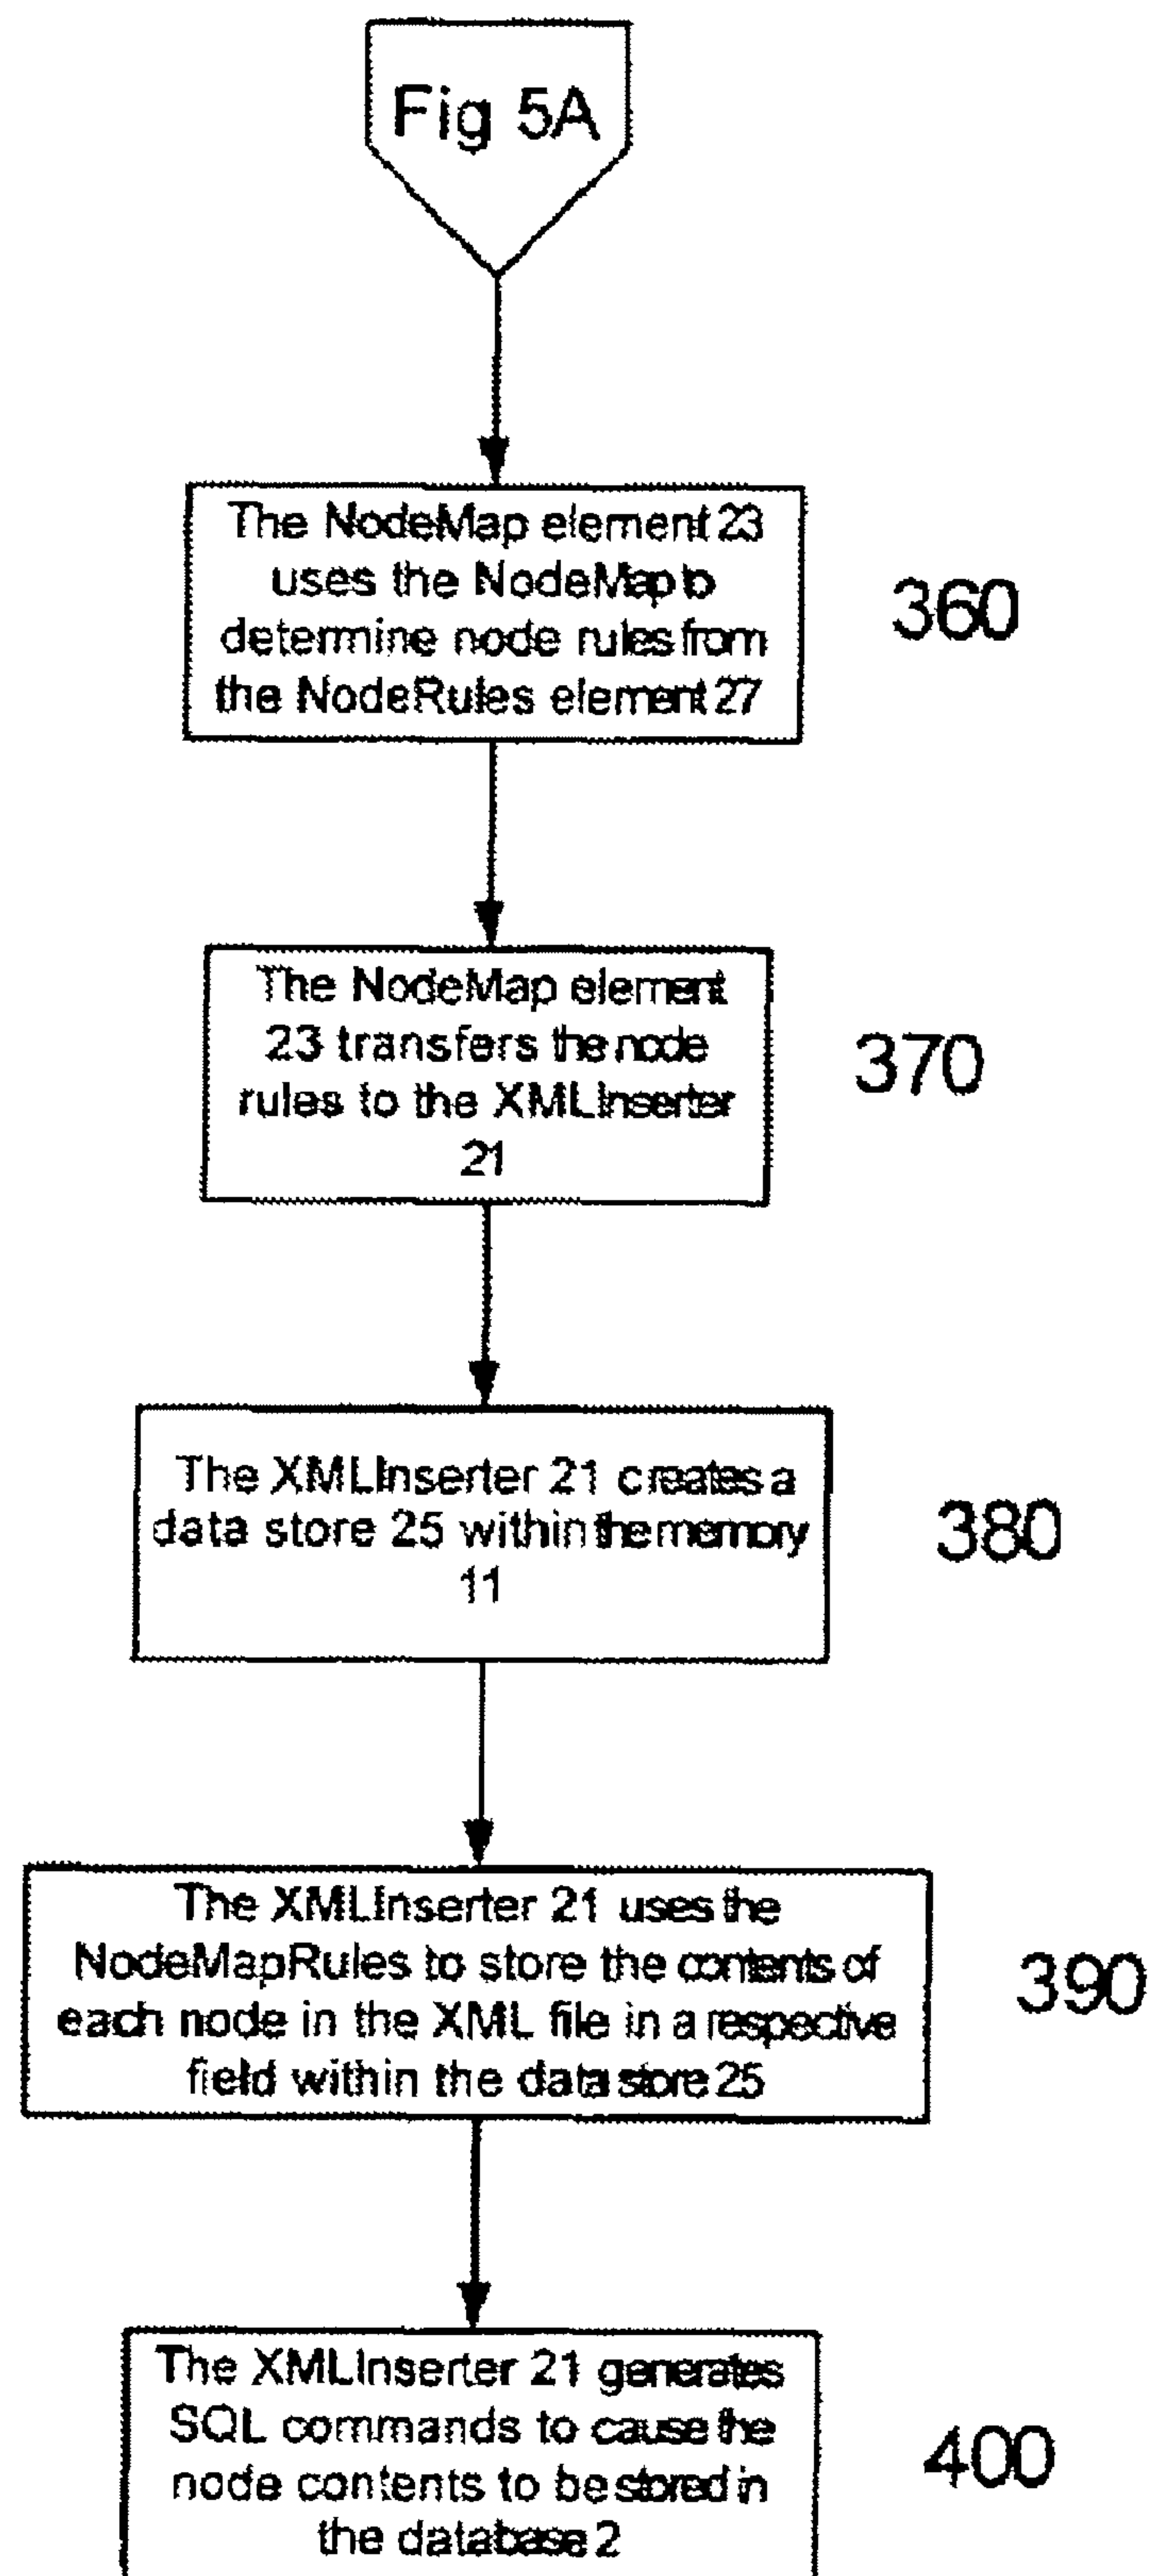 Fig 5A
The NodeMap element 23
uses the NodeMap to
determine node rules from
the NodeRules element 27
360
The NodeMap element
23 transfers the node
rules to the XMLInserter
21
370
The XMLInserter 21 creates a
data store 25 within the memory
11
380
The XMLInserter 21 uses the
NodeMapRules to store the contents of
each node in the XML file in a respective
field within the data store 25
390
The XMLInserter 21 generates
SQL commands to cause the
node contents to be stored in
the database 2
400